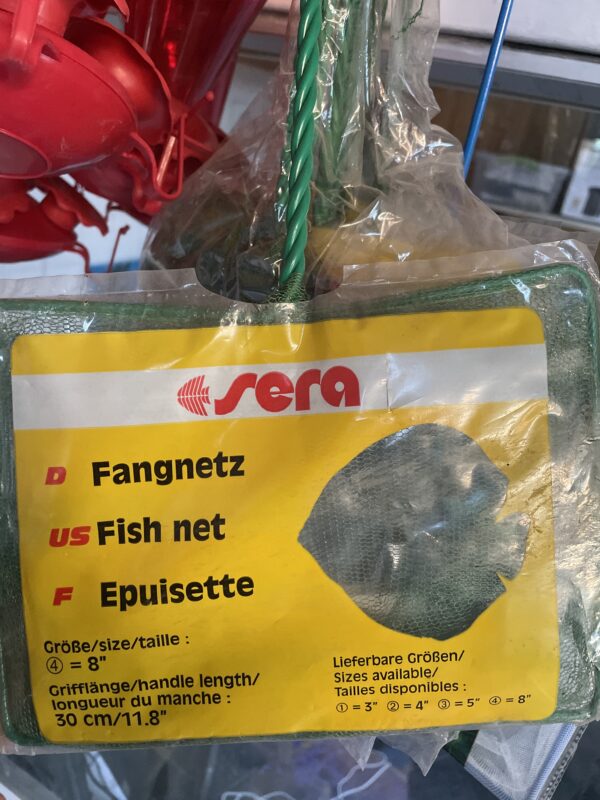 sera
D Fangnetz
US Fish net
F Epuisette
Größe/size/taille :
④ = 8"
Grifflänge/handle length/
longueur du manche :
30 cm/11.8"
Lieferbare Größen/
Sizes available/
Tailles disponibles :
① = 3" ② = 4" ③ = 5" ④ = 8"